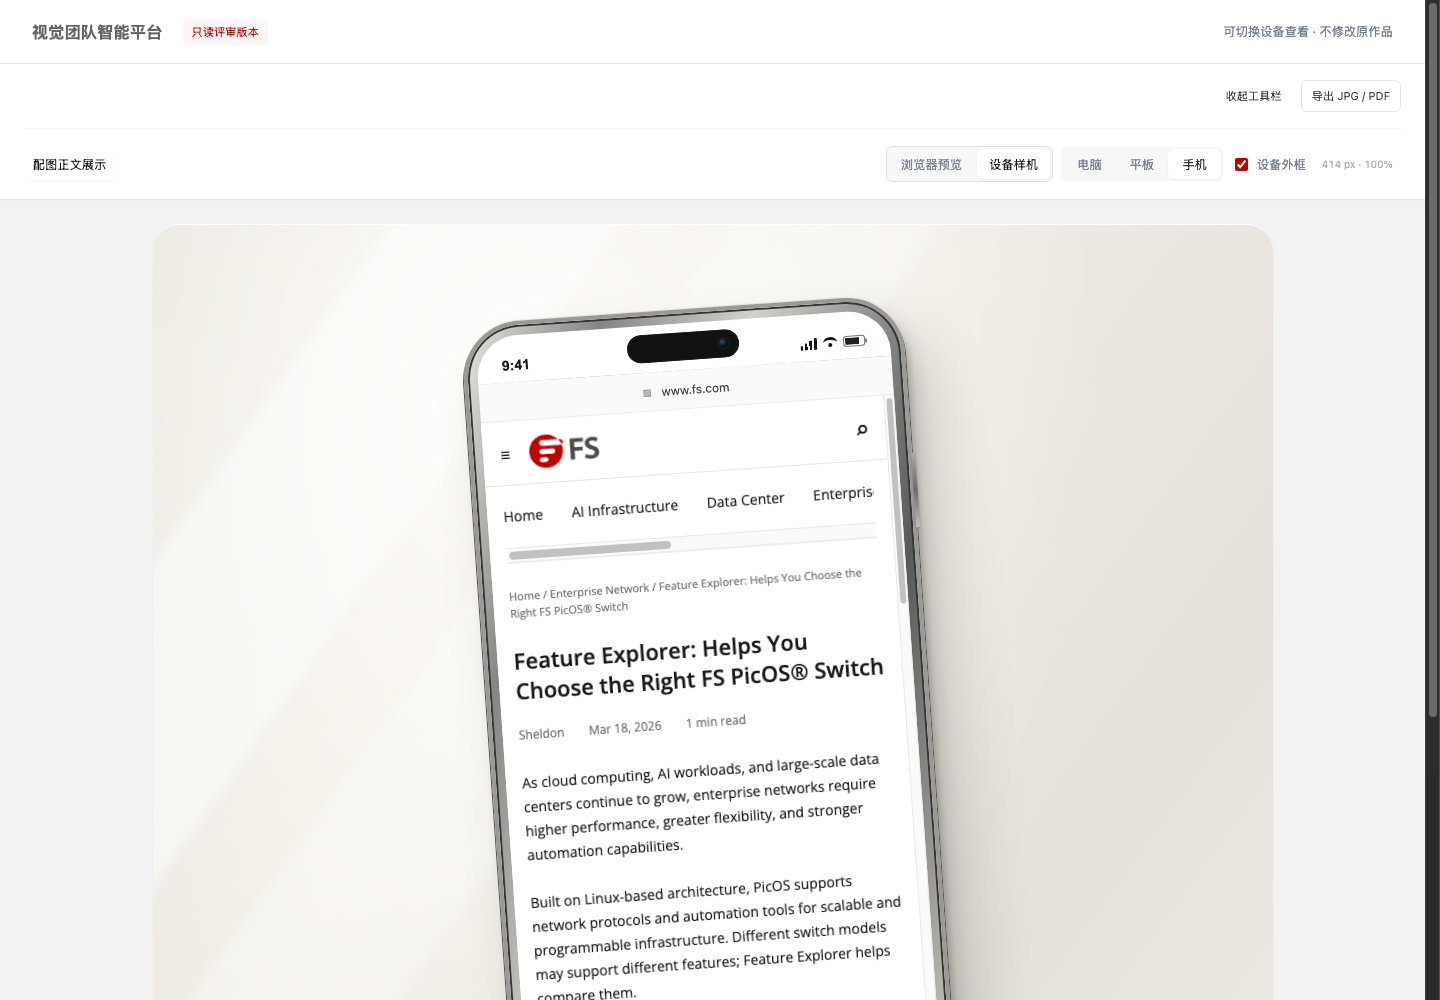 视觉团队智能平台
只读评审版本
可切换设备查看 · 不修改原作品
收起工具栏
导出 JPG / PDF
配图正文展示
浏览器预览
设备样机
电脑
平板
手机
设备外框
414 px · 100%
9:41
www.fs.com
FS
Home
AI Infrastructure
Data Center
Enterpris
Home / Enterprise Network / Feature Explorer: Helps You Choose the
Right FS PicOS® Switch
Feature Explorer: Helps You
Choose the Right FS PicOS® Switch
Sheldon
Mar 18, 2026
1 min read
As cloud computing, AI workloads, and large-scale data
centers continue to grow, enterprise networks require
higher performance, greater flexibility, and stronger
automation capabilities.
Built on Linux-based architecture, PicOS supports
network protocols and automation tools for scalable and
programmable infrastructure. Different switch models
may support different features; Feature Explorer helps
compare them.